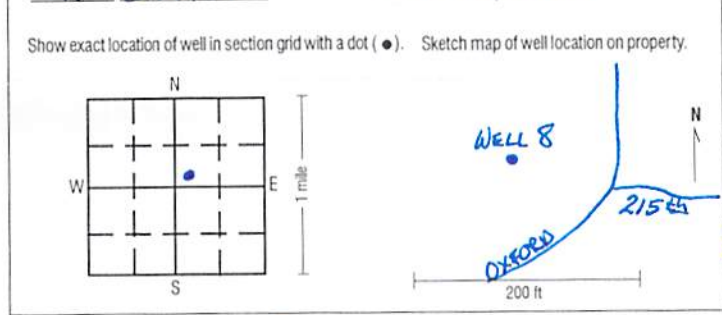 Show exact location of well in section grid with a dot (●). Sketch map of well location on property.
N
W
E
S
1 mile
WELL 8
N
215th
OXFORD
200 ft